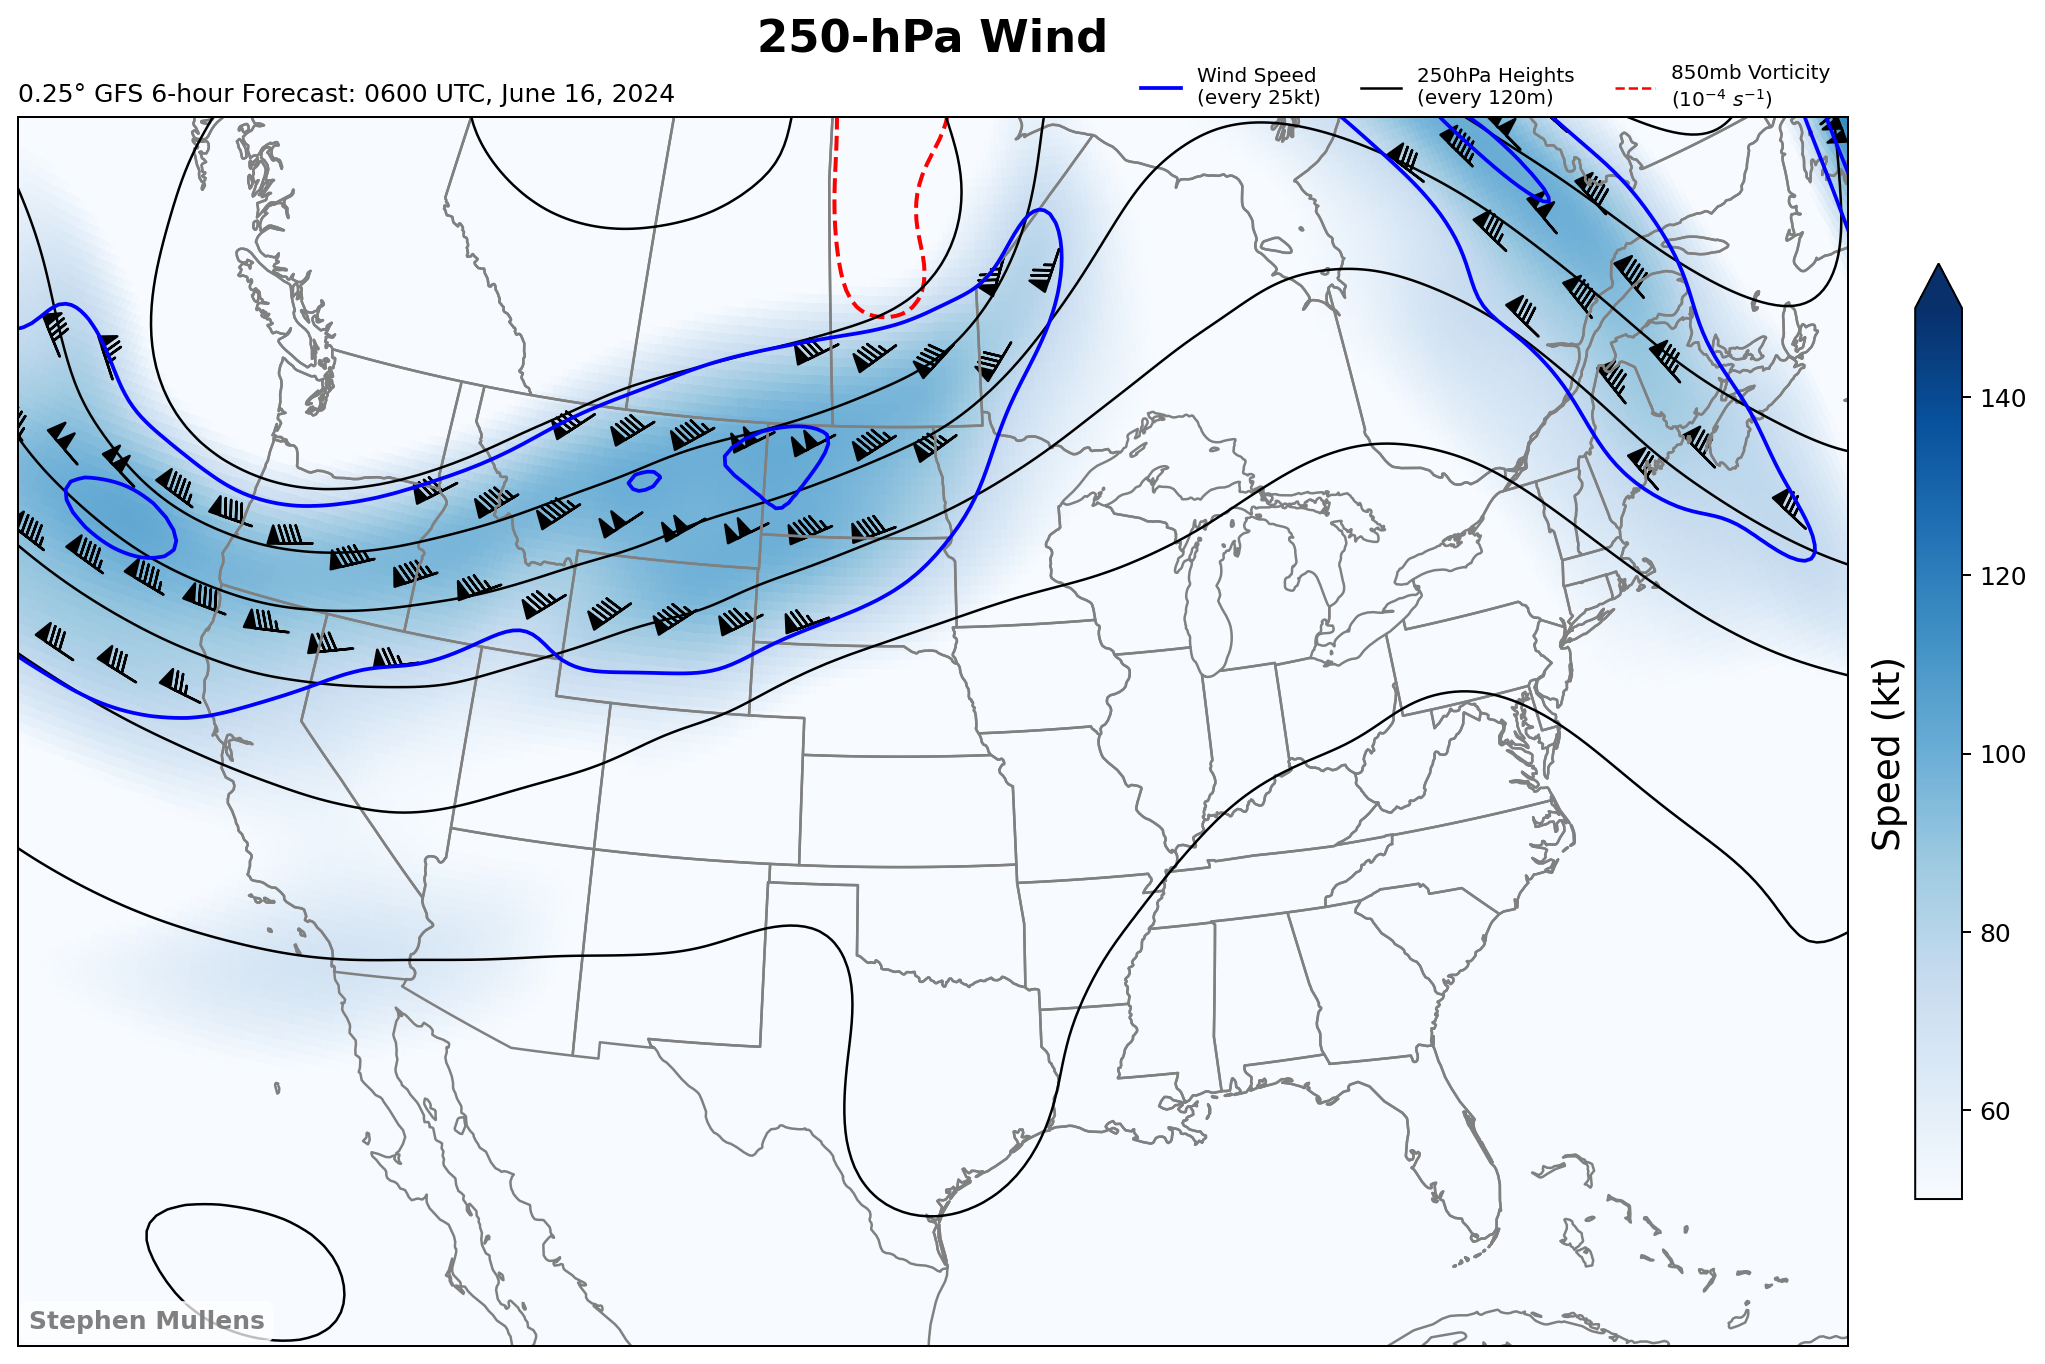 250-hPa Wind
0.25° GFS 6-hour Forecast: 0600 UTC, June 16, 2024
Wind Speed
(every 25kt)
250hPa Heights
(every 120m)
850mb Vorticity
(10⁻⁴ s⁻¹)
140
120
100
80
60
Speed (kt)
Stephen Mullens